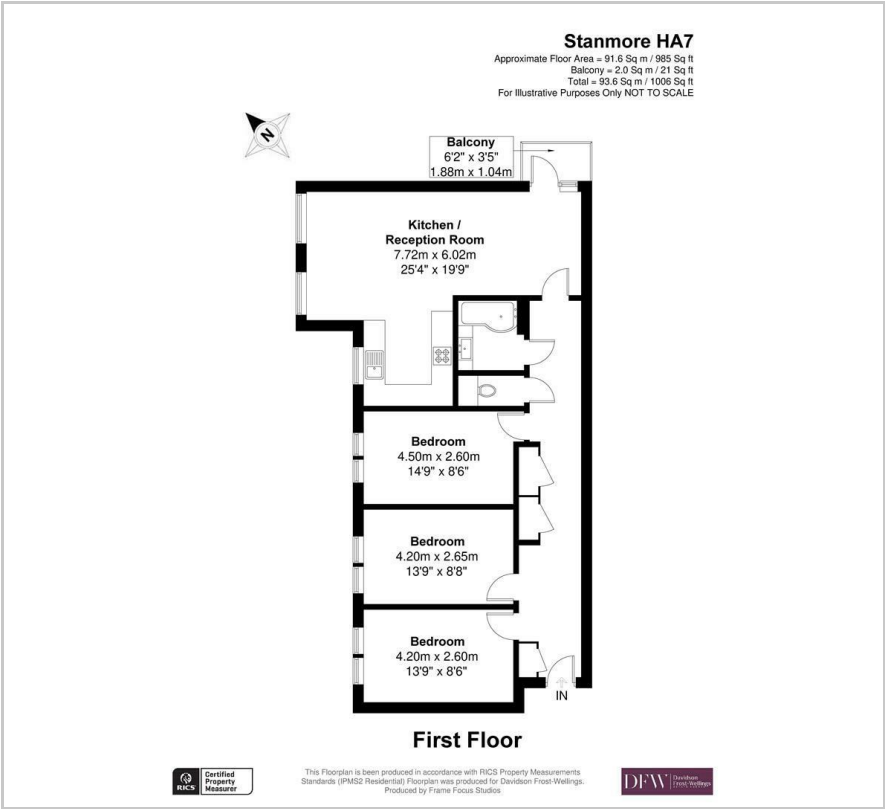 Stanmore HA7
Approximate Floor Area = 91.6 Sq m / 985 Sq ft
Balcony = 2.0 Sq m / 21 Sq ft
Total = 93.6 Sq m / 1006 Sq ft
For Illustrative Purposes Only NOT TO SCALE
N
Balcony
6'2" x 3'5"
1.88m x 1.04m
Kitchen /
Reception Room
7.72m x 6.02m
25'4" x 19'9"
Bedroom
4.50m x 2.60m
14'9" x 8'6"
Bedroom
4.20m x 2.65m
13'9" x 8'8"
Bedroom
4.20m x 2.60m
13'9" x 8'6"
IN
First Floor
RICS
Certified
Property
Measurer
This Floorplan is been produced in accordance with RICS Property Measurements
Standards (IPMS2 Residential) Floorplan was produced for Davidson Frost-Wellings.
Produced by Frame Focus Studios
DFW
Davidson
Frost-Wellings